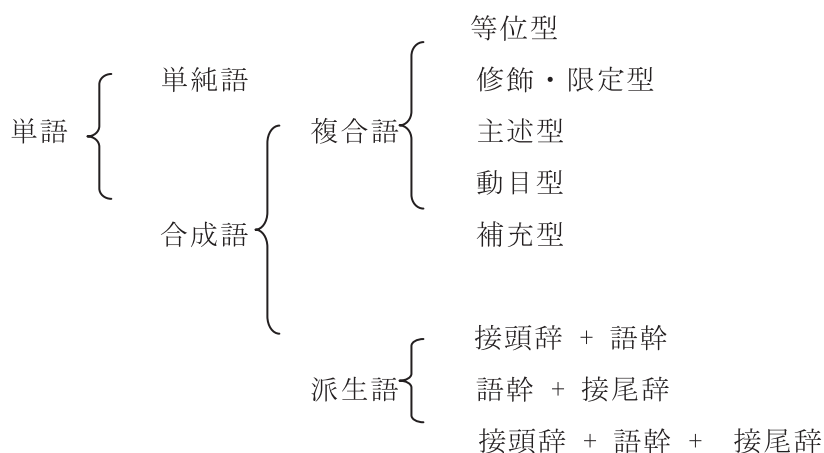 等位型
単純語
修飾・限定型
単語
複合語
主述型
動目型
合成語
補充型
接頭辞 + 語幹
派生語
語幹 + 接尾辞
接頭辞 + 語幹 + 接尾辞